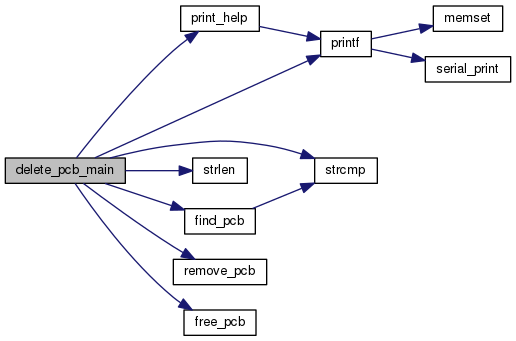 print_help
memset
printf
serial_print
delete_pcb_main
strlen
strcmp
find_pcb
remove_pcb
free_pcb